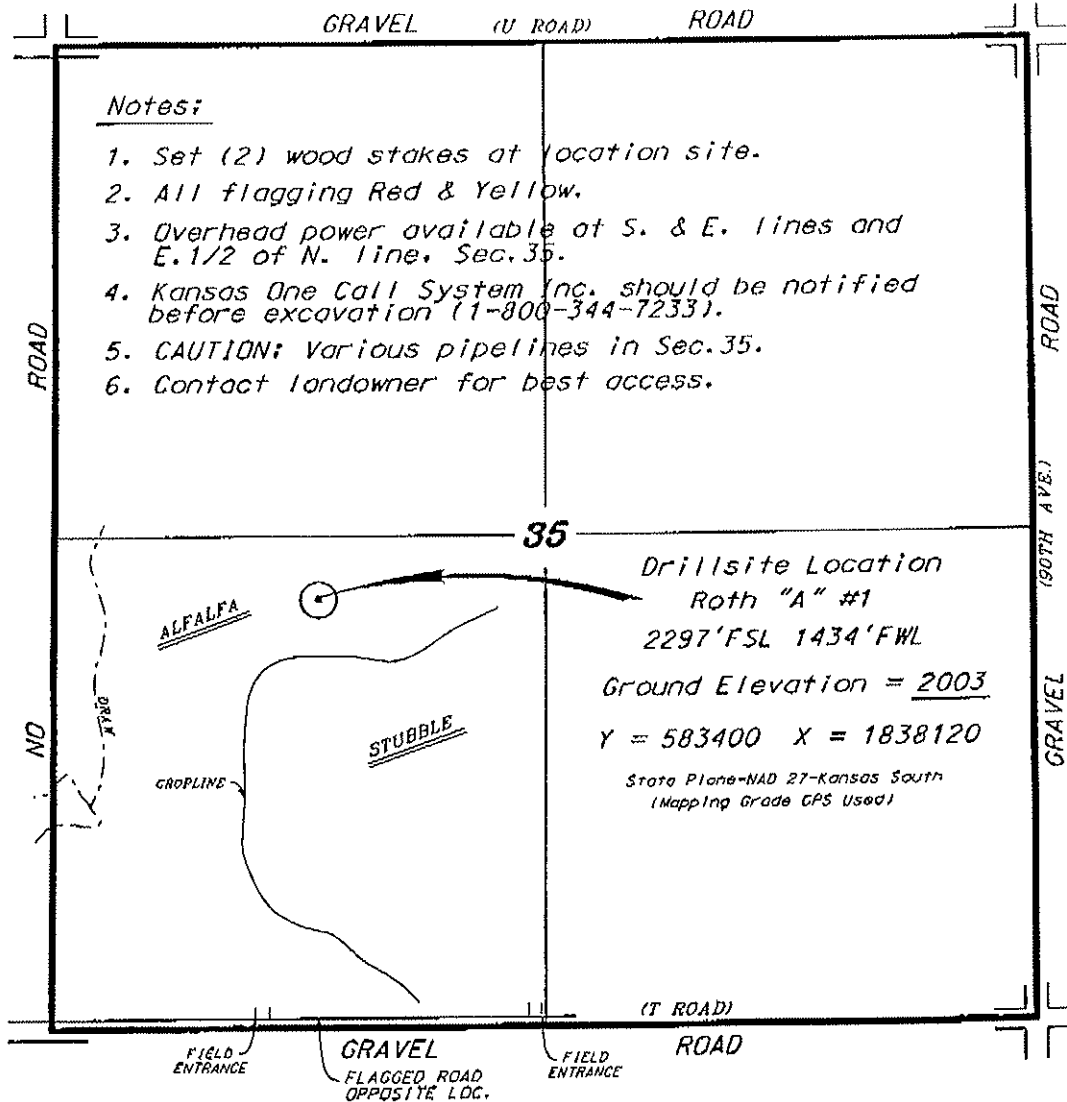 GRAVEL (U ROAD) ROAD
Notes:
1. Set (2) wood stakes at location site.
2. All flagging Red & Yellow.
3. Overhead power available at S. & E. lines and
E.1/2 of N. line, Sec.35.
4. Kansas One Call System Inc. should be notified
before excavation (1-800-344-7233).
5. CAUTION: Various pipelines in Sec.35.
6. Contact landowner for best access.
ROAD
ROAD
(90TH AVE.)
35
Drillsite Location
Roth "A" #1
2297'FSL 1434'FWL
Ground Elevation = 2003
Y = 583400 X = 1838120
State Plane-NAD 27-Kansas South
(Mapping Grade GPS Used)
ALFALFA
DRAW
STUBBLE
NO
GRAVEL
CROPLINE
(T ROAD)
FIELD
ENTRANCE
GRAVEL
FLAGGED ROAD
OPPOSITE LOC.
FIELD
ENTRANCE
ROAD